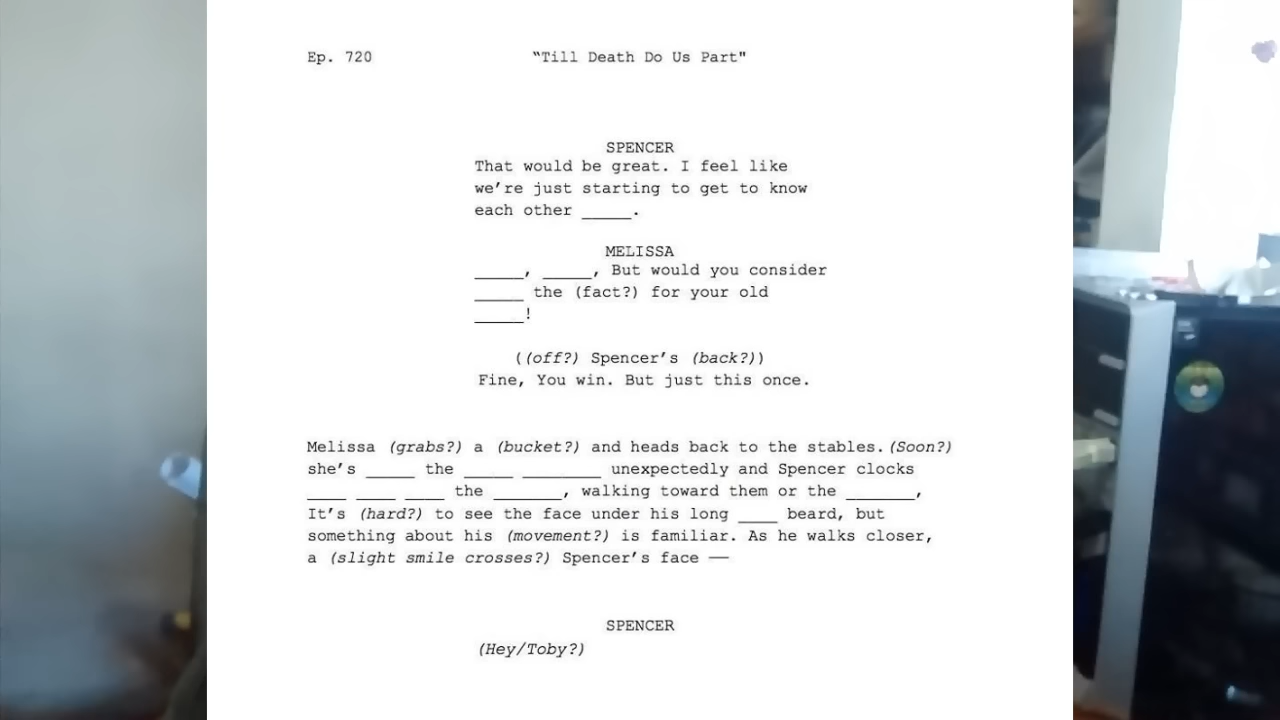 Ep. 720 "Till Death Do Us Part"
SPENCER
That would be great. I feel like
we're just starting to get to know
each other _____.
MELISSA
_____, _____, But would you consider
_____ the (fact?) for your old
_____!
((off?) Spencer's (back?))
Fine, You win. But just this once.
Melissa (grabs?) a (bucket?) and heads back to the stables. (Soon?)
she's _____ the _____ ________ unexpectedly and Spencer clocks
____ ____ ____ the _______, walking toward them or the _______,
It's (hard?) to see the face under his long ____ beard, but
something about his (movement?) is familiar. As he walks closer,
a (slight smile crosses?) Spencer's face —
SPENCER
(Hey/Toby?)